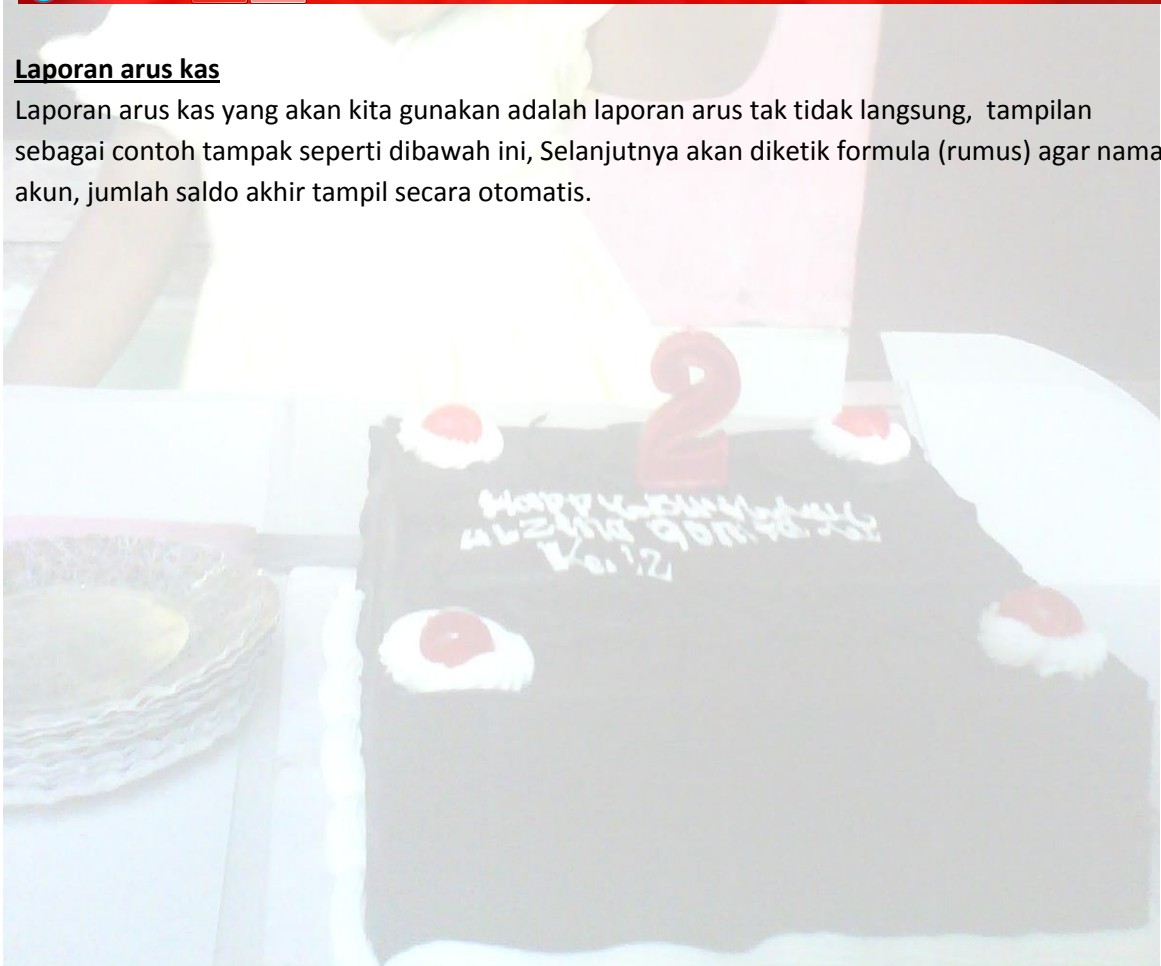 Laporan arus kas
Laporan arus kas yang akan kita gunakan adalah laporan arus tak tidak langsung, tampilan
sebagai contoh tampak seperti dibawah ini, Selanjutnya akan diketik formula (rumus) agar nama
akun, jumlah saldo akhir tampil secara otomatis.
2